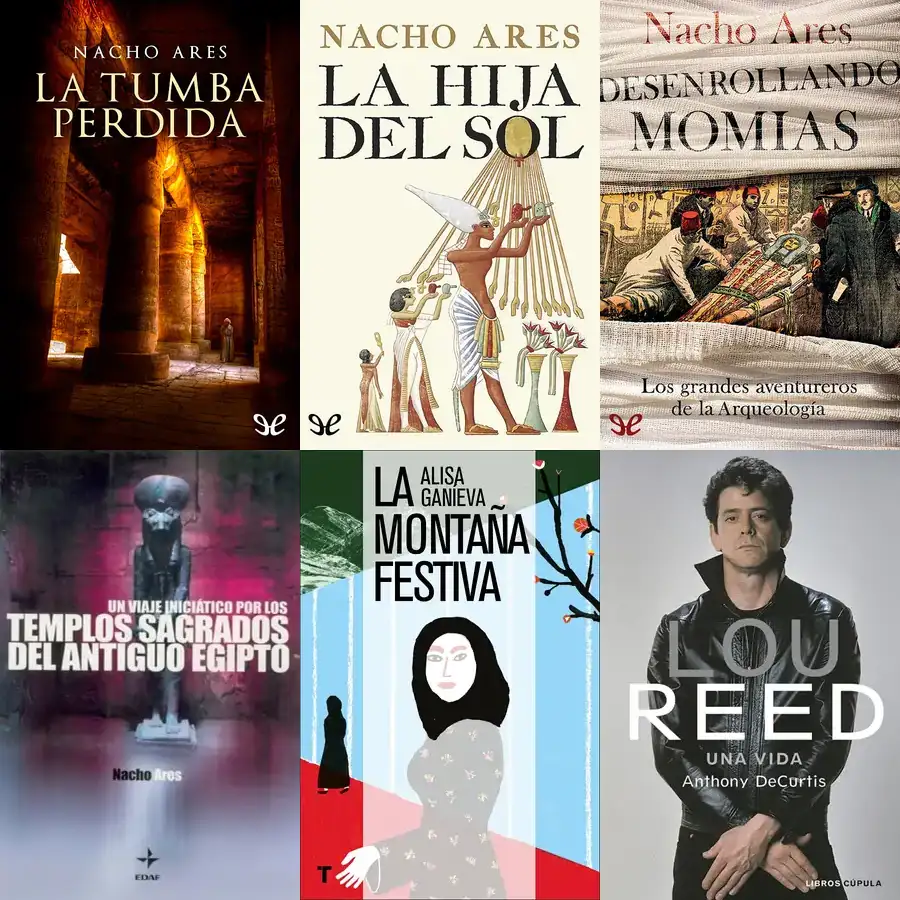 NACHO ARES
LA TUMBA
PERDIDA
NACHO ARES
LA HIJA
DEL SOL
Nacho Ares
DESENROLLANDO
MOMIAS
Los grandes aventureros
de la Arqueología
UN VIAJE INICIÁTICO POR LOS
TEMPLOS SAGRADOS
DEL ANTIGUO EGIPTO
Nacho Ares
EDAF
LA ALISA
GANIEVA
MONTAÑA
FESTIVA
T
LOU
REED
UNA VIDA
Anthony DeCurtis
LIBROS CÚPULA